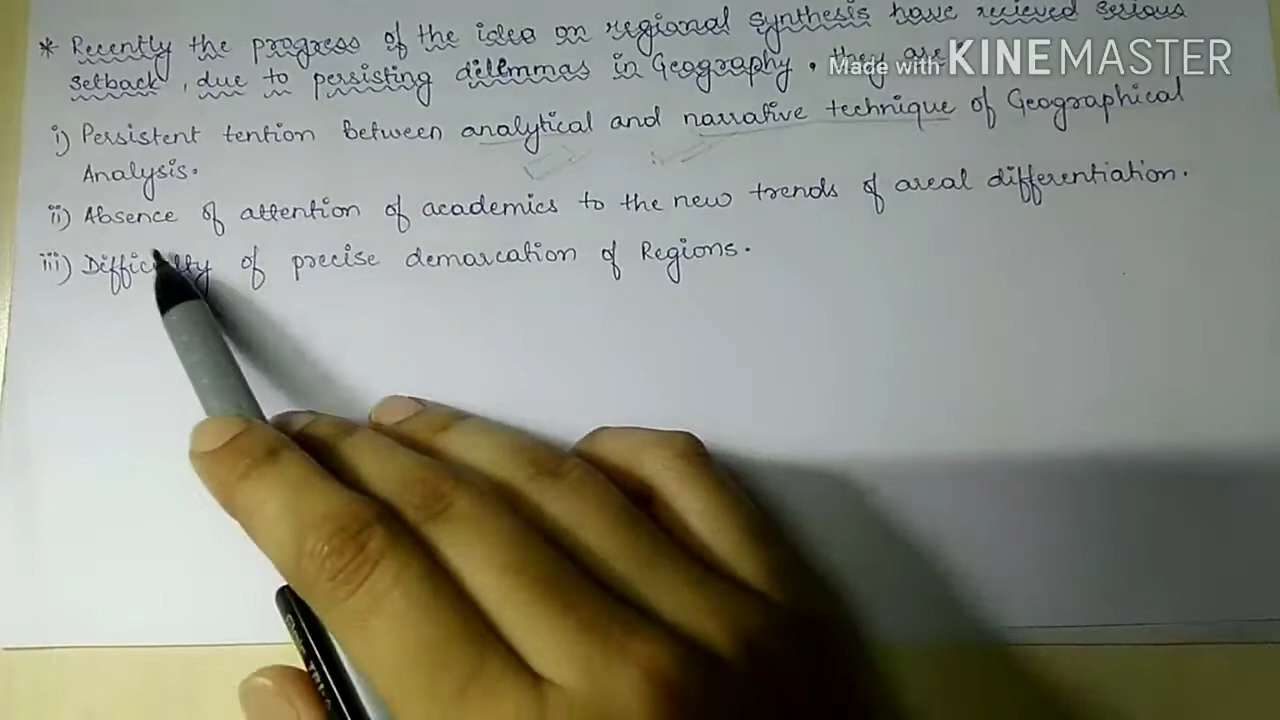 * Recently the progress of the idea on regional synthesis have recieved serious
setback, due to persisting dilemmas in Geography. they are
Made with KINEMASTER
i) Persistent tention between analytical and narrative technique of Geographical
Analysis.
ii) Absence of attention of academics to the new trends of areal differentiation.
iii) Difficulty of precise demarcation of Regions.